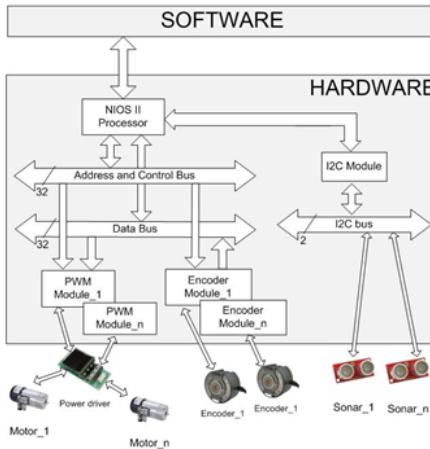 SOFTWARE
HARDWARE
NIOS II
Processor
I2C Module
Address and Control Bus
32
Data Bus
32
I2C bus
2
PWM
Module_1
PWM
Module_n
Encoder
Module_1
Encoder
Module_n
Power driver
Motor_1
Motor_n
Encoder_1
Encoder_1
Sonar_1
Sonar_n